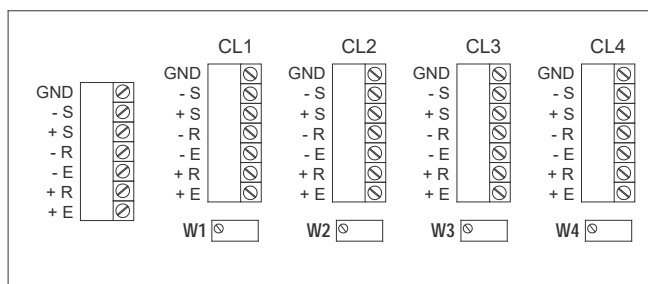 CL1 CL2 CL3 CL4
GND
- S
+ S
- R
- E
+ R
+ E
GND
- S
+ S
- R
- E
+ R
+ E
W1
GND
- S
+ S
- R
- E
+ R
+ E
W2
GND
- S
+ S
- R
- E
+ R
+ E
W3
GND
- S
+ S
- R
- E
+ R
+ E
W4